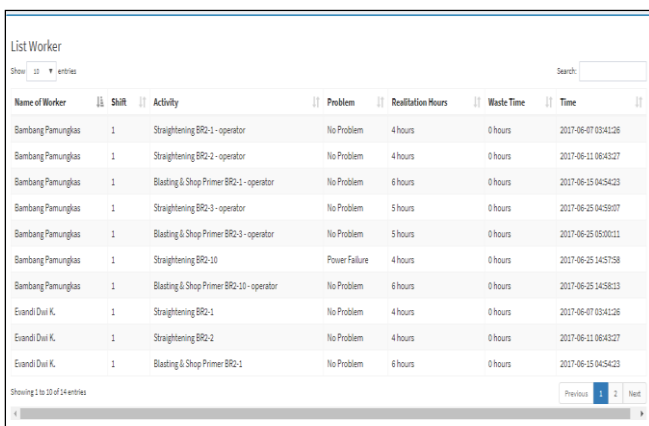 List Worker
Show 10 entries Search:
Name of Worker Shift Activity Problem Realitation Hours Waste Time Time
Bambang Pamungkas 1 Straightening BR2-1 - operator No Problem 4 hours 0 hours 2017-06-07 03:41:26
Bambang Pamungkas 1 Straightening BR2-2 - operator No Problem 4 hours 0 hours 2017-06-11 06:43:27
Bambang Pamungkas 1 Blasting & Shop Primer BR2-1 - operator No Problem 6 hours 0 hours 2017-06-15 04:54:23
Bambang Pamungkas 1 Straightening BR2-3 - operator No Problem 5 hours 0 hours 2017-06-25 04:59:07
Bambang Pamungkas 1 Blasting & Shop Primer BR2-3 - operator No Problem 5 hours 0 hours 2017-06-25 05:00:11
Bambang Pamungkas 1 Straightening BR2-10 Power Failure 4 hours 0 hours 2017-06-25 14:57:58
Bambang Pamungkas 1 Blasting & Shop Primer BR2-10 - operator No Problem 6 hours 0 hours 2017-06-25 14:58:13
Evandi Dwi K. 1 Straightening BR2-1 No Problem 4 hours 0 hours 2017-06-07 03:41:26
Evandi Dwi K. 1 Straightening BR2-2 No Problem 4 hours 0 hours 2017-06-11 06:43:27
Evandi Dwi K. 1 Blasting & Shop Primer BR2-1 No Problem 6 hours 0 hours 2017-06-15 04:54:23
Showing 1 to 10 of 14 entries Previous 1 2 Next